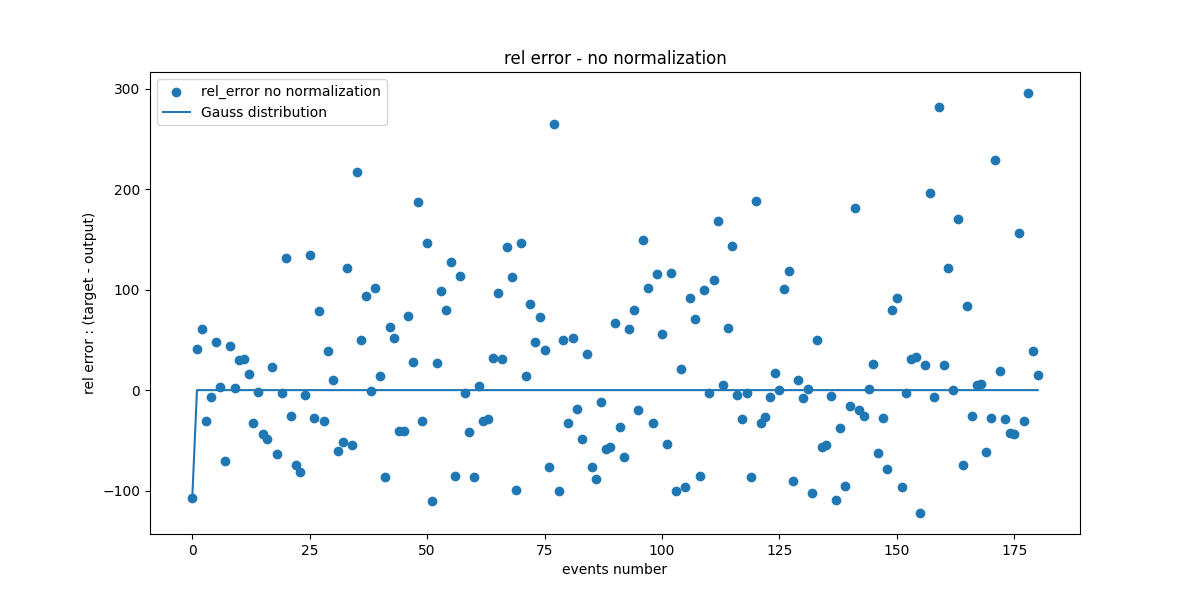 rel error - no normalization
rel_error no normalization
Gauss distribution
rel error : (target - output)
300
200
100
0
−100
0
25
50
75
100
125
150
175
events number